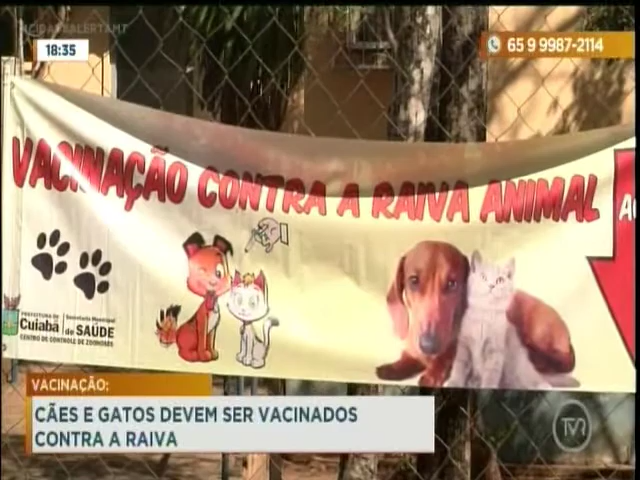 #CIDADEALERTAMT
18:35
65 9 9987-2114
VACINAÇÃO CONTRA A RAIVA ANIMAL
PREFEITURA DE
Cuiabá
Secretaria Municipal
de SAÚDE
CENTRO DE CONTROLE DE ZOONOSES
VACINAÇÃO:
CÃES E GATOS DEVEM SER VACINADOS
CONTRA A RAIVA